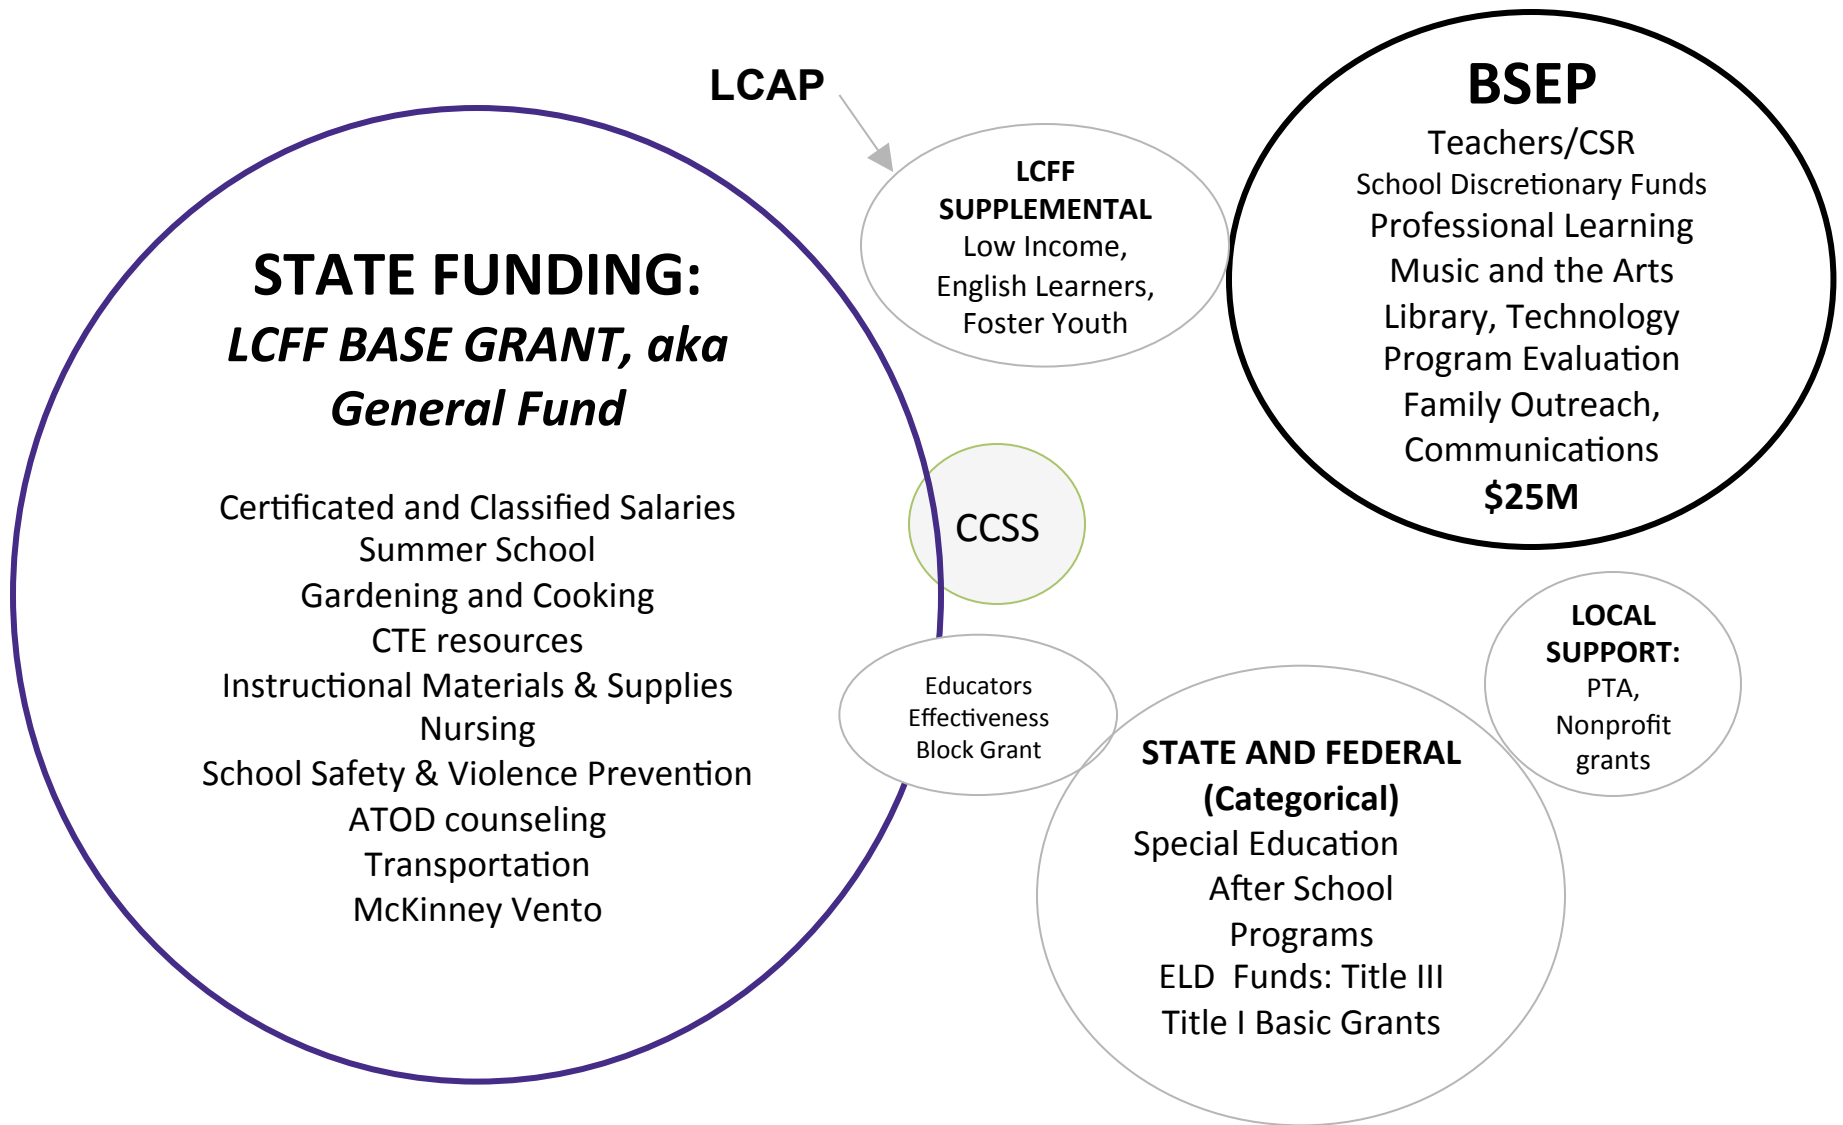 LCAP
STATE FUNDING:
LCFF BASE GRANT, aka
General Fund
Certificated and Classified Salaries
Summer School
Gardening and Cooking
CTE resources
Instructional Materials & Supplies
Nursing
School Safety & Violence Prevention
ATOD counseling
Transportation
McKinney Vento
LCFF
SUPPLEMENTAL
Low Income,
English Learners,
Foster Youth
BSEP
Teachers/CSR
School Discretionary Funds
Professional Learning
Music and the Arts
Library, Technology
Program Evaluation
Family Outreach,
Communications
$25M
CCSS
Educators
Effectiveness
Block Grant
STATE AND FEDERAL
(Categorical)
Special Education
After School
Programs
ELD  Funds: Title III
Title I Basic Grants
LOCAL
SUPPORT:
PTA,
Nonprofit
grants